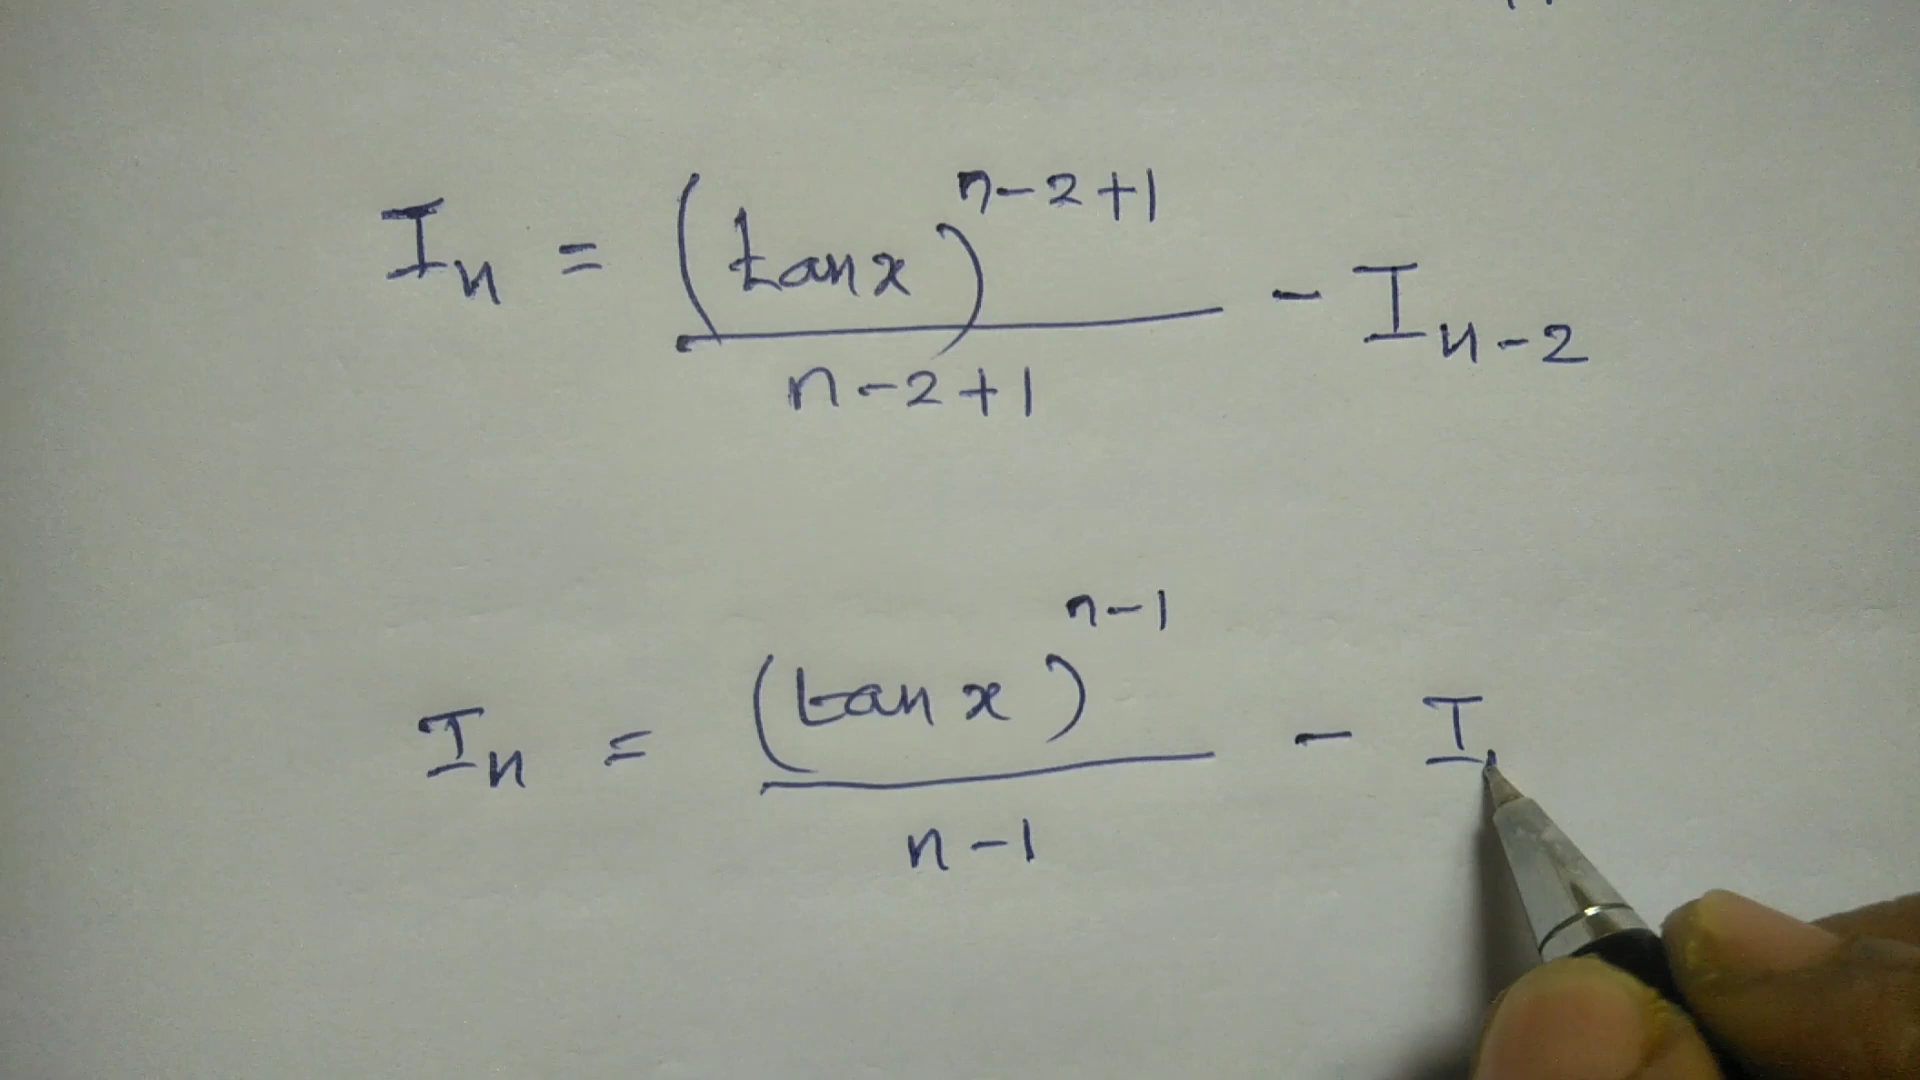 Iₙ = (tan x)ⁿ⁻²⁺¹ / n-2+1 - Iₙ₋₂
Iₙ = (tan x)ⁿ⁻¹ / n-1 - I